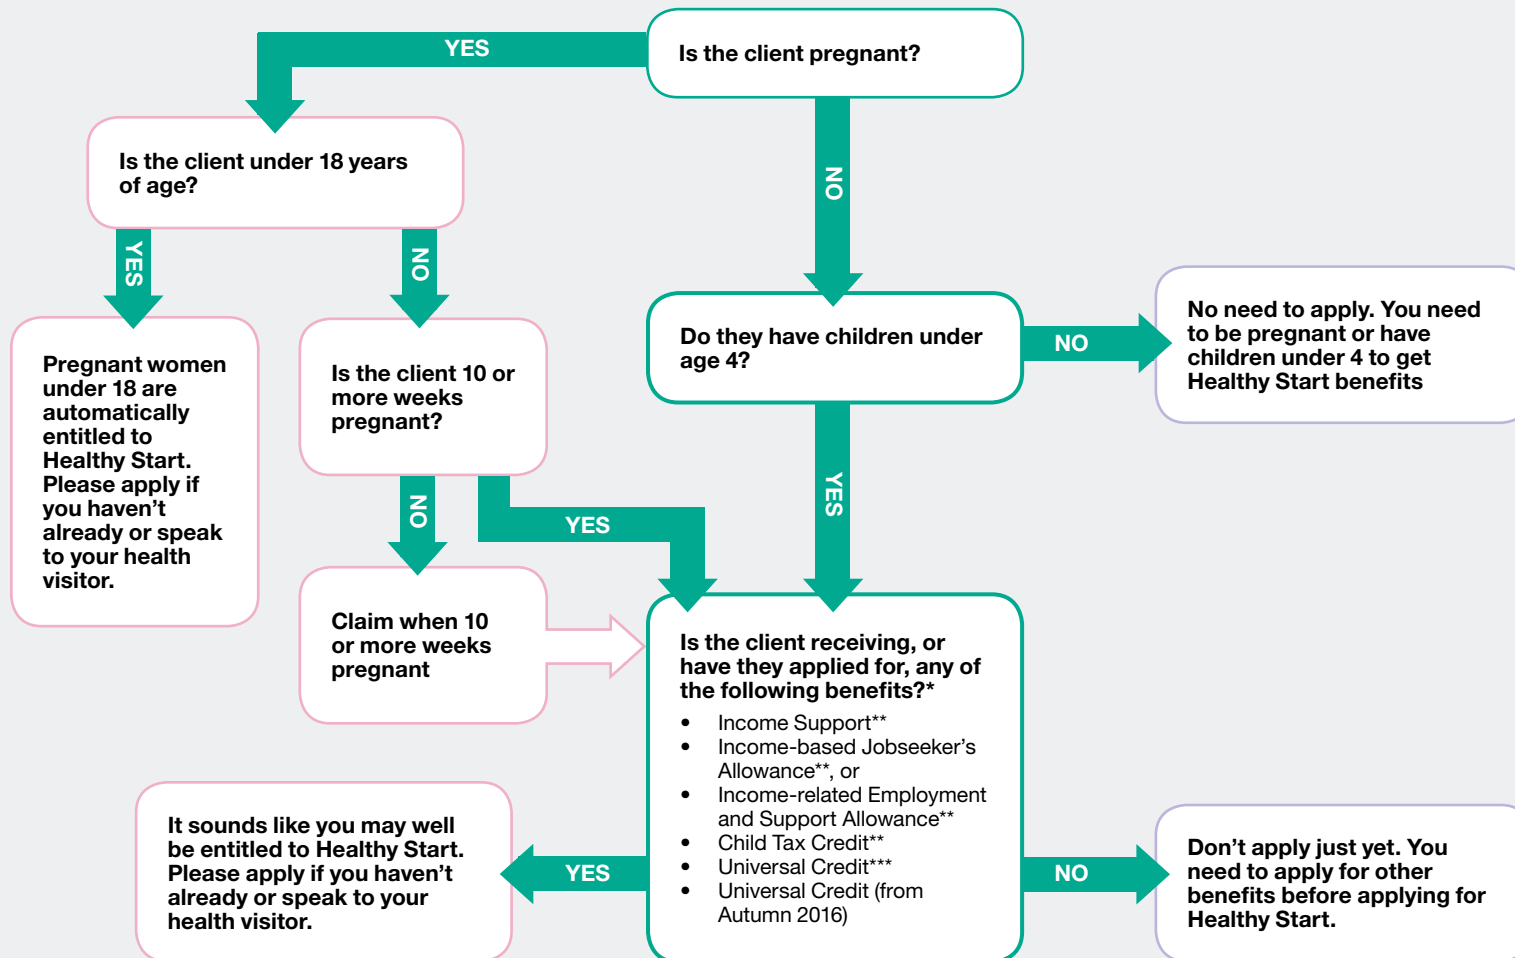 Is the client pregnant?
YES
NO
Is the client under 18 years
of age?
YES
NO
Pregnant women
under 18 are
automatically
entitled to
Healthy Start.
Please apply if
you haven’t
already or speak
to your health
visitor.
Is the client 10 or
more weeks
pregnant?
NO
YES
Claim when 10
or more weeks
pregnant
Do they have children under
age 4?
NO
YES
No need to apply. You need
to be pregnant or have
children under 4 to get
Healthy Start benefits
Is the client receiving, or
have they applied for, any of
the following benefits?*
• Income Support**
• Income-based Jobseeker’s
Allowance**, or
• Income-related Employment
and Support Allowance**
• Child Tax Credit**
• Universal Credit***
• Universal Credit (from
Autumn 2016)
YES
NO
It sounds like you may well
be entitled to Healthy Start.
Please apply if you haven’t
already or speak to your
health visitor.
Don’t apply just yet. You
need to apply for other
benefits before applying for
Healthy Start.